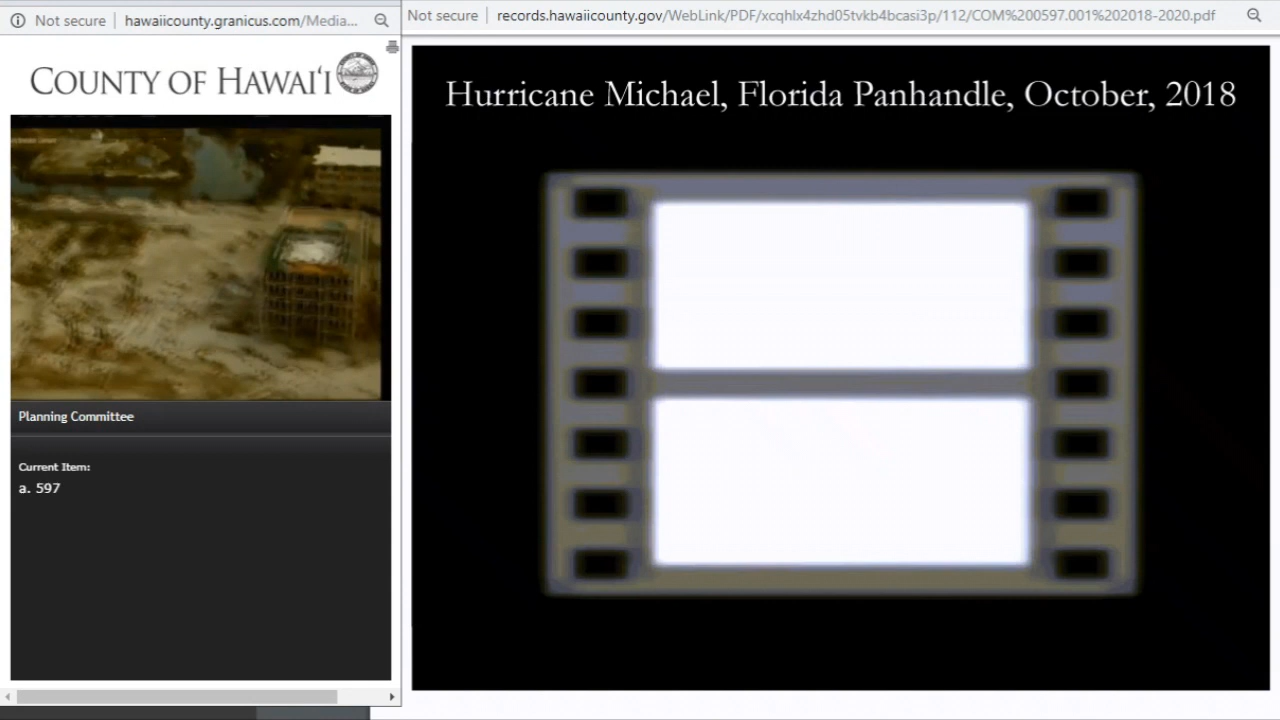 Not secure
hawaiicounty.granicus.com/Media...
COUNTY OF HAWAI‘I
Planning Committee
Current Item:
a. 597
Not secure
records.hawaiicounty.gov/WebLink/PDF/xcqhlx4zhd05tvkb4bcasi3p/112/COM%200597.001%202018-2020.pdf
Hurricane Michael, Florida Panhandle, October, 2018